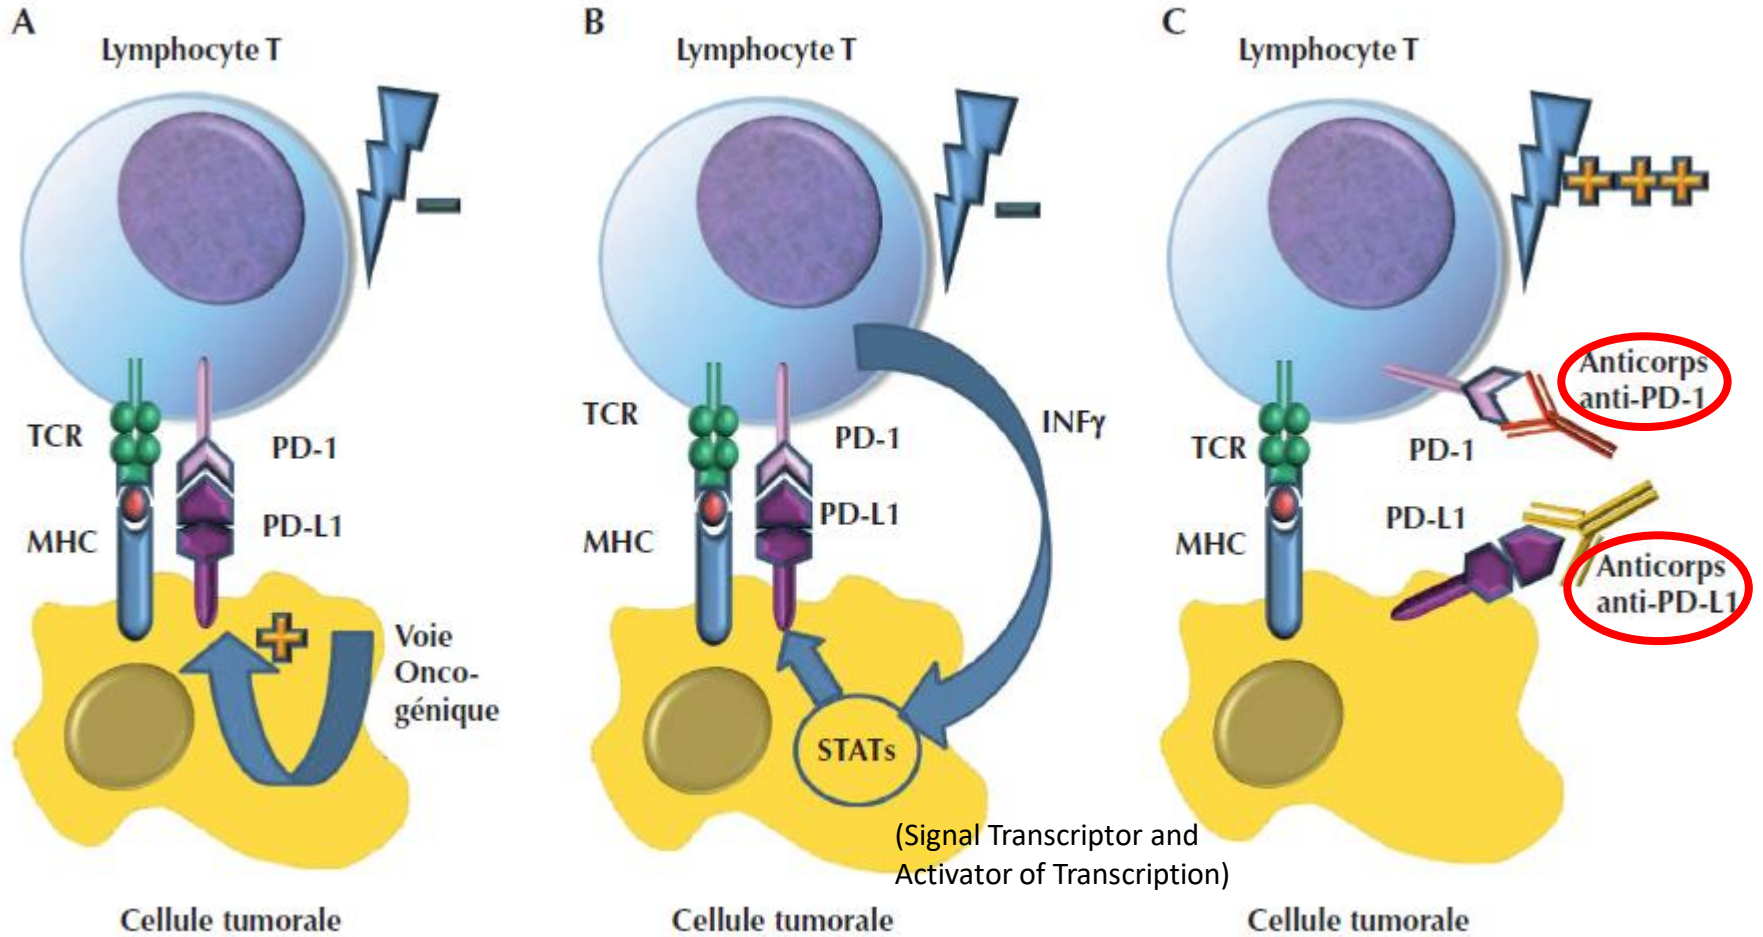 A
Lymphocyte T
TCR
PD-1
MHC
PD-L1
Voie
Onco-
génique
Cellule tumorale
B
Lymphocyte T
TCR
PD-1
INFγ
MHC
PD-L1
STATs
(Signal Transcriptor and
Activator of Transcription)
Cellule tumorale
C
Lymphocyte T
Anticorps
anti-PD-1
TCR
PD-1
MHC
PD-L1
Anticorps
anti-PD-L1
Cellule tumorale